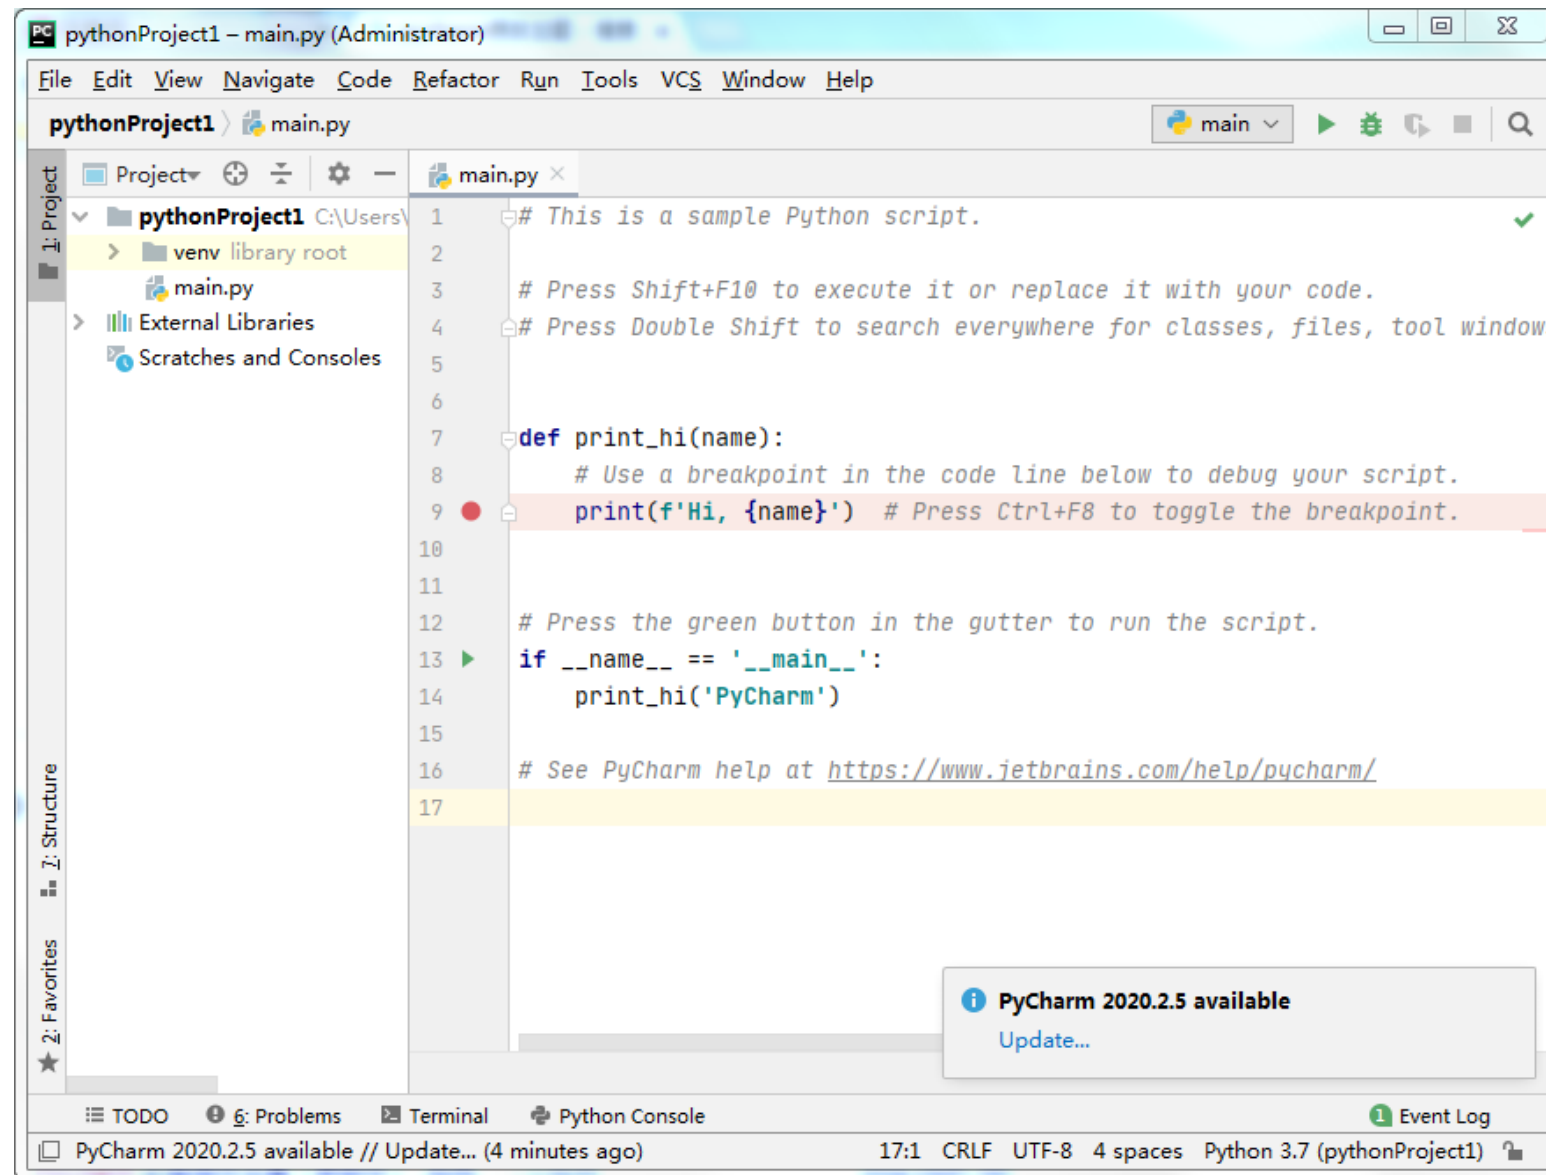 PC pythonProject1 – main.py (Administrator)
File Edit View Navigate Code Refactor Run Tools VCS Window Help
pythonProject1 main.py main
1: Project
Project
main.py
pythonProject1 C:\Users\
venv library root
main.py
External Libraries
Scratches and Consoles
1 # This is a sample Python script.
2
3 # Press Shift+F10 to execute it or replace it with your code.
4 # Press Double Shift to search everywhere for classes, files, tool window
5
6
7 def print_hi(name):
8     # Use a breakpoint in the code line below to debug your script.
9     print(f'Hi, {name}')  # Press Ctrl+F8 to toggle the breakpoint.
10
11
12 # Press the green button in the gutter to run the script.
13 if __name__ == '__main__':
14     print_hi('PyCharm')
15
16 # See PyCharm help at https://www.jetbrains.com/help/pycharm/
17
7: Structure
2: Favorites
PyCharm 2020.2.5 available
Update...
TODO 6: Problems Terminal Python Console 1 Event Log
PyCharm 2020.2.5 available // Update... (4 minutes ago) 17:1 CRLF UTF-8 4 spaces Python 3.7 (pythonProject1)